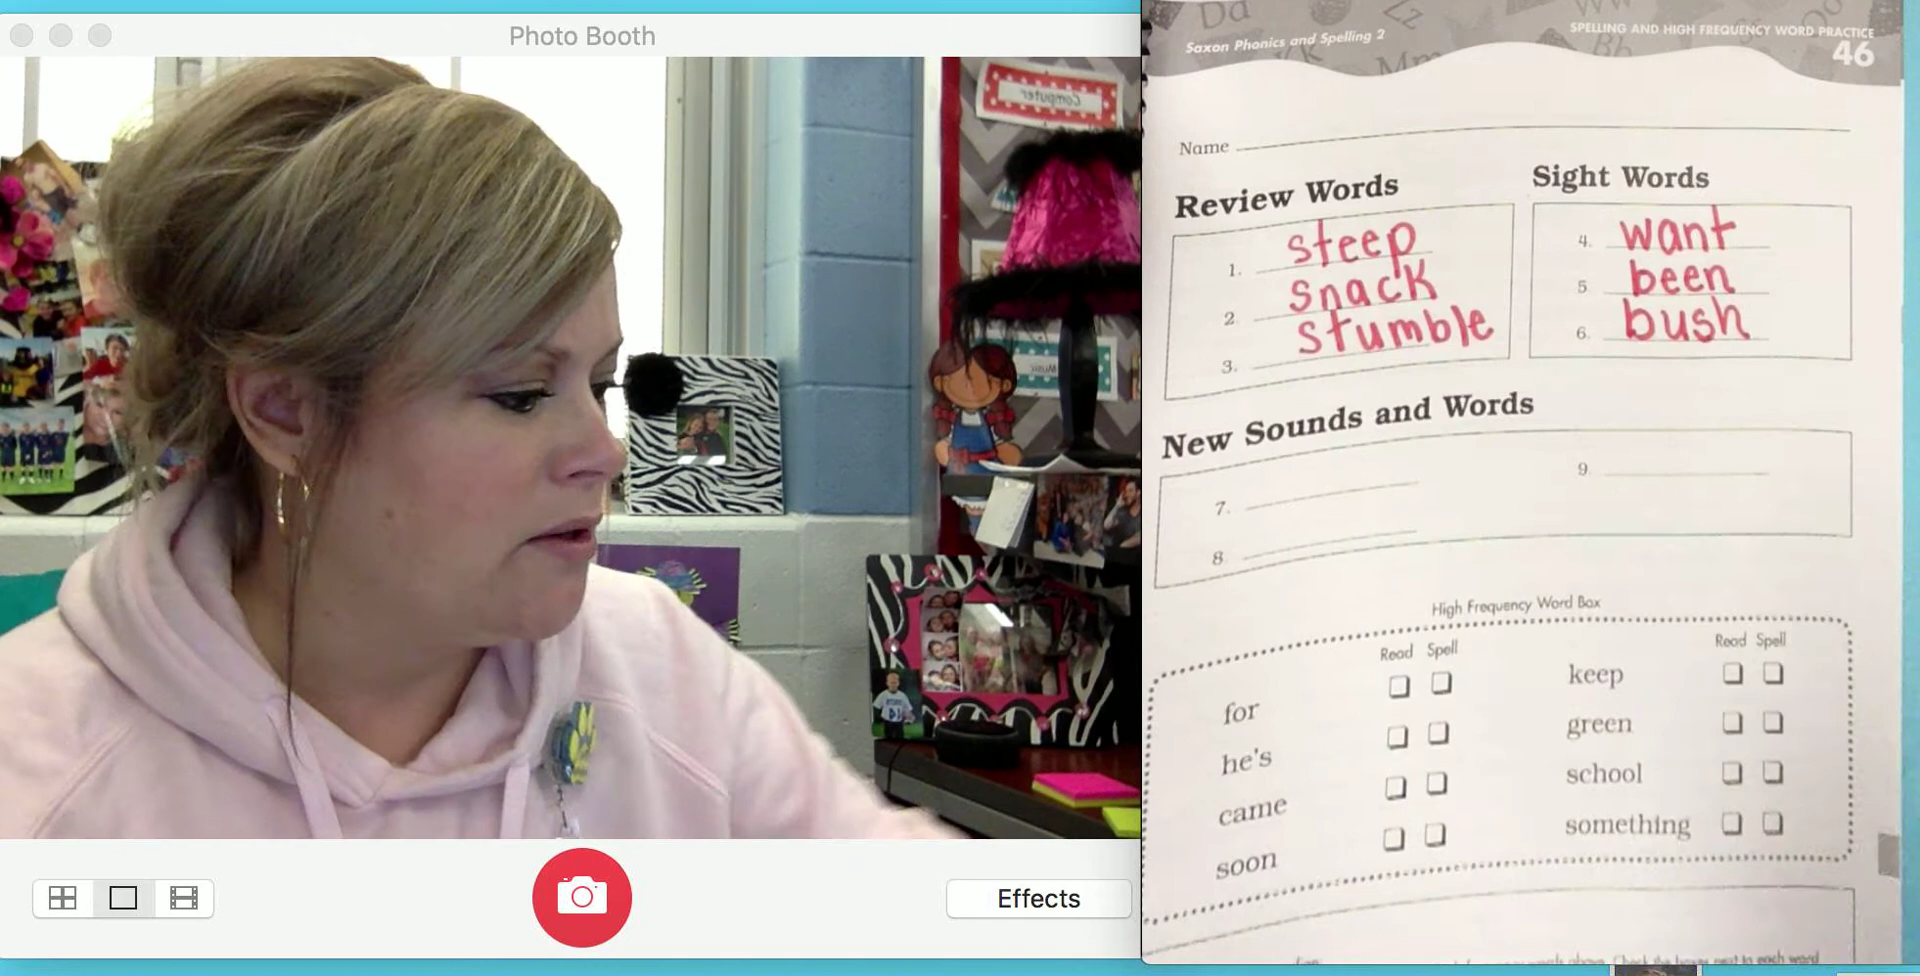 Photo Booth
Computer
Music
Effects
Saxon Phonics and Spelling 2
SPELLING AND HIGH FREQUENCY WORD PRACTICE
46
Name
Review Words
1. steep
2. snack
3. stumble
Sight Words
4. want
5 been
6. bush
New Sounds and Words
7.
8
9.
High Frequency Word Box
Read Spell
for
he's
came
soon
Read Spell
keep
green
school
something